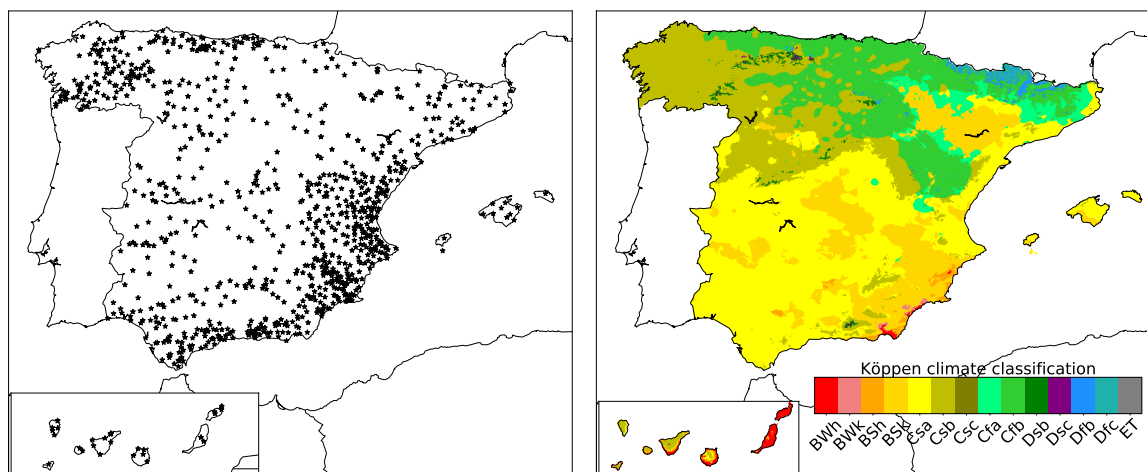 Köppen climate classification
BWh
BWk
BSh
BSk
Csa
Csb
Csc
Cfa
Cfb
Dsb
Dsc
Dfb
Dfc
ET